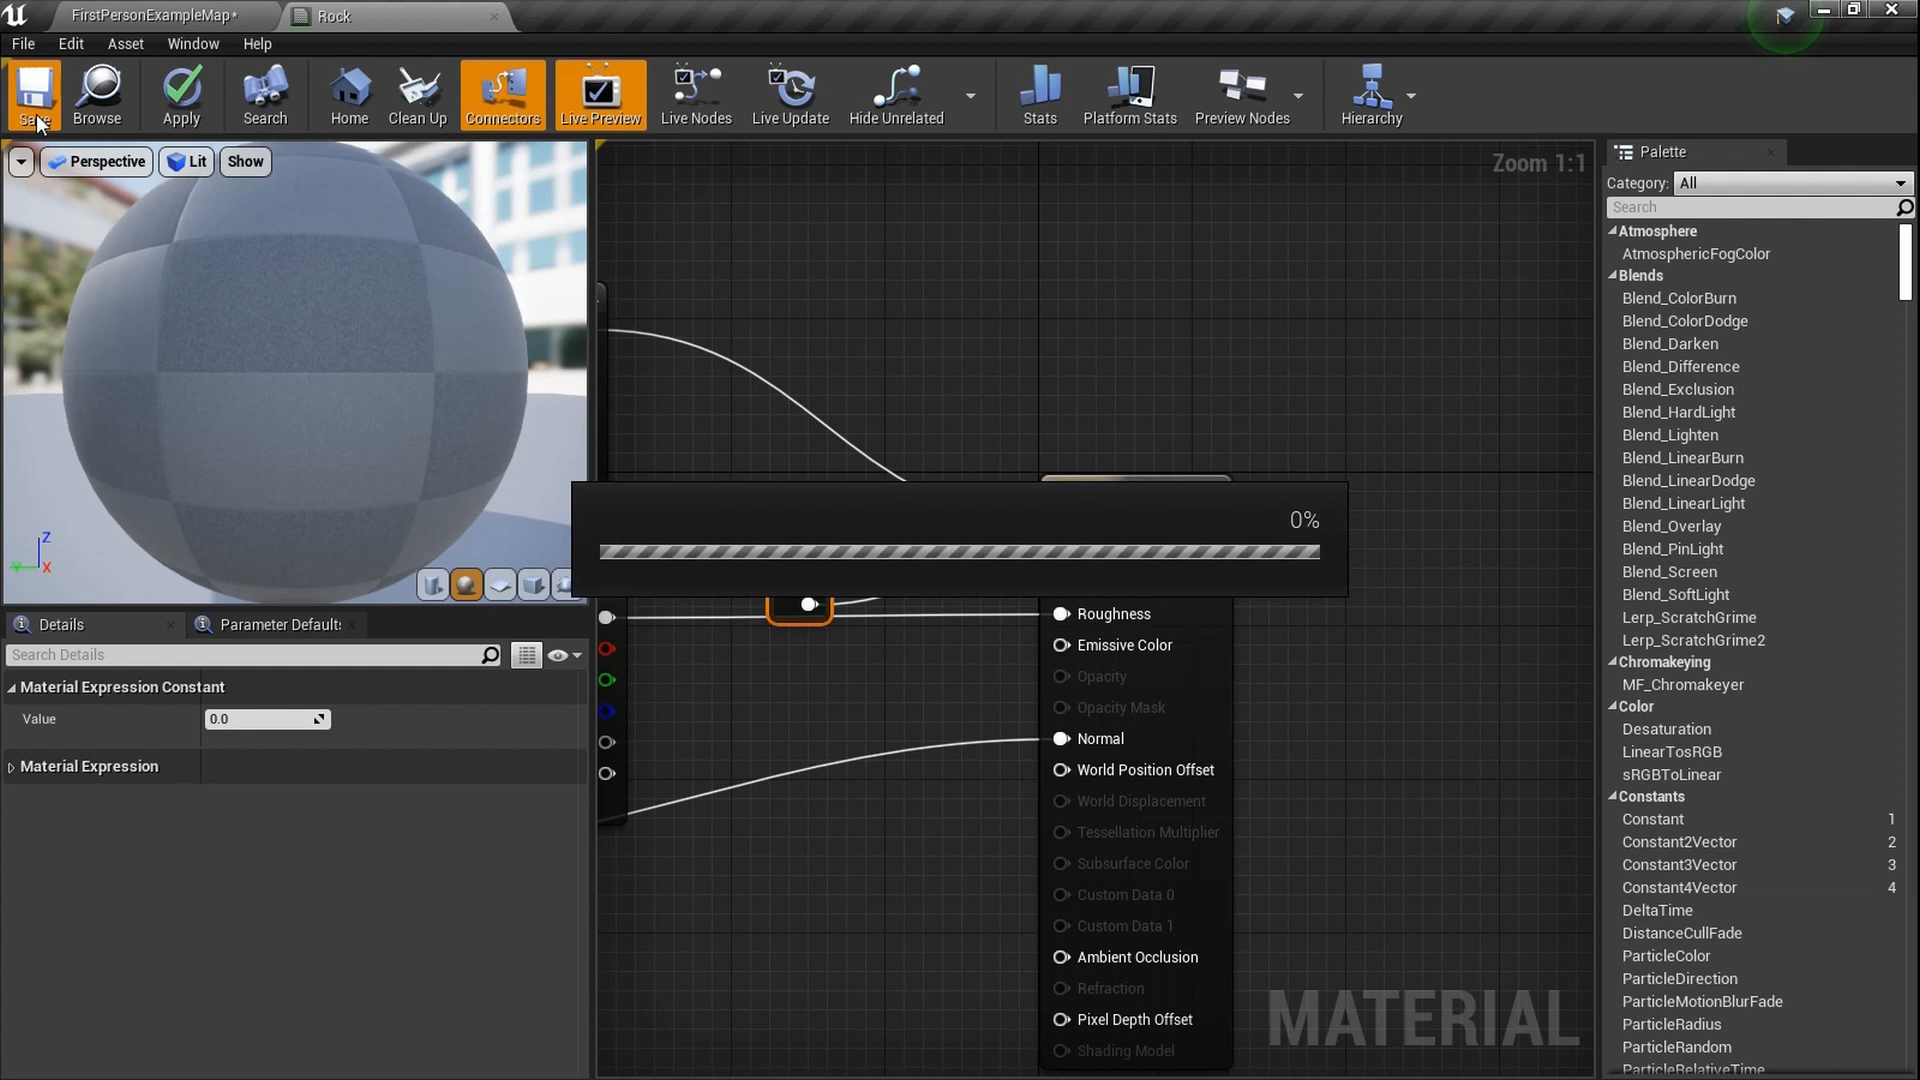 FirstPersonExampleMap*
Rock
File
Edit
Asset
Window
Help
Save
Browse
Apply
Search
Home
Clean Up
Connectors
Live Preview
Live Nodes
Live Update
Hide Unrelated
Stats
Platform Stats
Preview Nodes
Hierarchy
Perspective
Lit
Show
Z
Y
X
Zoom 1:1
0%
Roughness
Emissive Color
Opacity
Opacity Mask
Normal
World Position Offset
World Displacement
Tessellation Multiplier
Subsurface Color
Custom Data 0
Custom Data 1
Ambient Occlusion
Refraction
Pixel Depth Offset
Shading Model
MATERIAL
Details
Parameter Default
Search Details
Material Expression Constant
Value
0.0
Material Expression
Palette
Category:
All
Search
Atmosphere
AtmosphericFogColor
Blends
Blend_ColorBurn
Blend_ColorDodge
Blend_Darken
Blend_Difference
Blend_Exclusion
Blend_HardLight
Blend_Lighten
Blend_LinearBurn
Blend_LinearDodge
Blend_LinearLight
Blend_Overlay
Blend_PinLight
Blend_Screen
Blend_SoftLight
Lerp_ScratchGrime
Lerp_ScratchGrime2
Chromakeying
MF_Chromakeyer
Color
Desaturation
LinearTosRGB
sRGBToLinear
Constants
Constant 1
Constant2Vector 2
Constant3Vector 3
Constant4Vector 4
DeltaTime
DistanceCullFade
ParticleColor
ParticleDirection
ParticleMotionBlurFade
ParticleRadius
ParticleRandom
ParticleRelativeTime